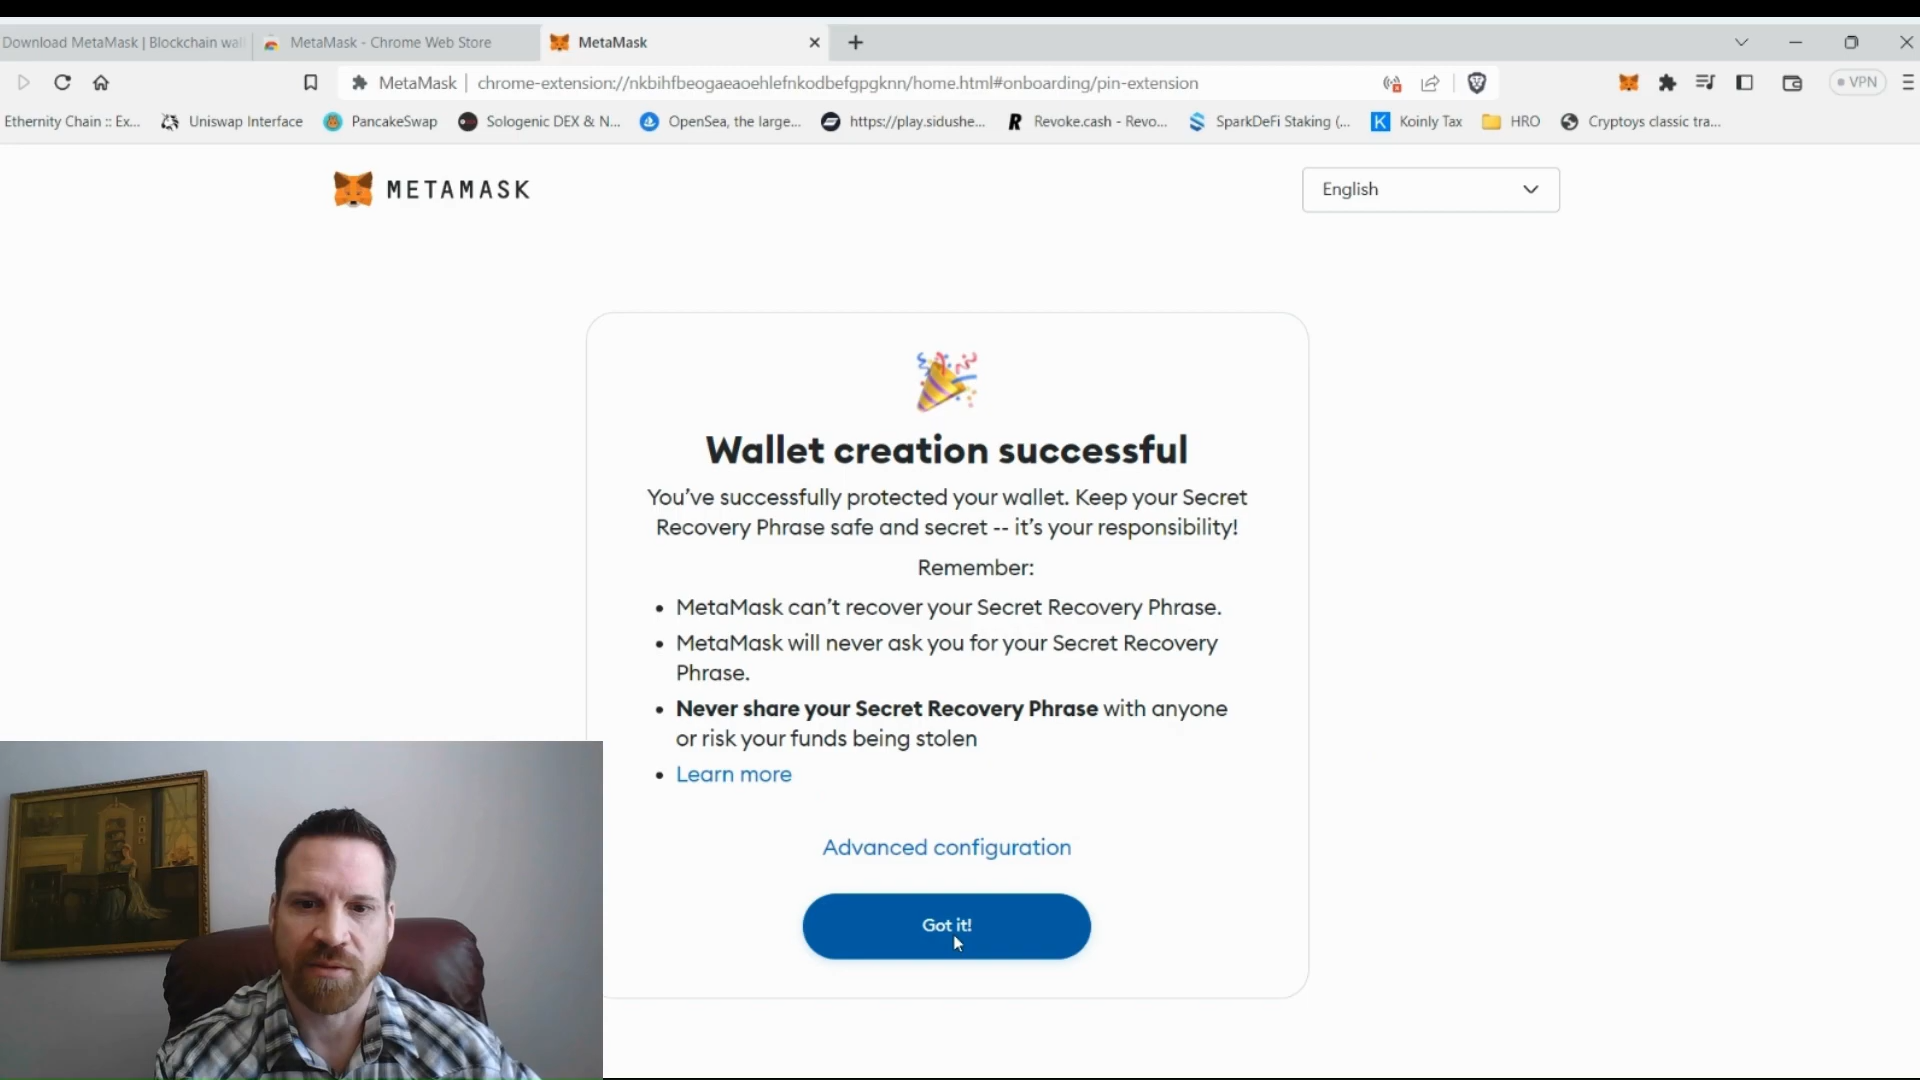 Download MetaMask | Blockchain wal
MetaMask - Chrome Web Store
MetaMask
MetaMask | chrome-extension://nkbihfbeogaeaoehlefnkodbefgpgknn/home.html#onboarding/pin-extension
VPN
Ethernity Chain :: Ex...
Uniswap Interface
PancakeSwap
Sologenic DEX & N...
OpenSea, the large...
https://play.sidushe...
Revoke.cash - Revo...
SparkDeFi Staking (...
Koinly Tax
HRO
Cryptoys classic tra...
METAMASK
English
Wallet creation successful
You've successfully protected your wallet. Keep your Secret
Recovery Phrase safe and secret -- it's your responsibility!
Remember:
• MetaMask can't recover your Secret Recovery Phrase.
• MetaMask will never ask you for your Secret Recovery
Phrase.
• Never share your Secret Recovery Phrase with anyone
or risk your funds being stolen
• Learn more
Advanced configuration
Got it!